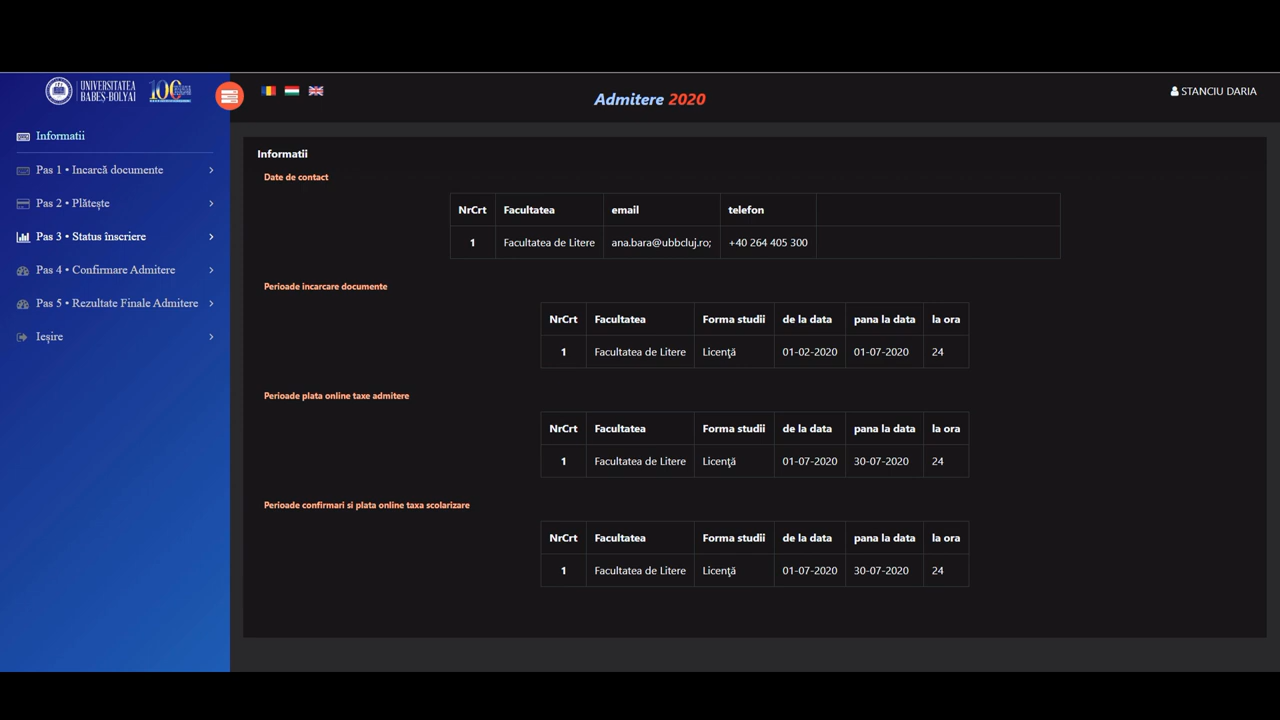 UNIVERSITATEA
BABEȘ-BOLYAI
100
Admitere 2020
STANCIU DARIA
Informatii
Pas 1 • Incarcă documente
Pas 2 • Plătește
Pas 3 • Status înscriere
Pas 4 • Confirmare Admitere
Pas 5 • Rezultate Finale Admitere
Ieșire
Informatii
Date de contact
NrCrt Facultatea email telefon
1 Facultatea de Litere ana.bara@ubbcluj.ro; +40 264 405 300
Perioade incarcare documente
NrCrt Facultatea Forma studii de la data pana la data la ora
1 Facultatea de Litere Licenţă 01-02-2020 01-07-2020 24
Perioade plata online taxe admitere
NrCrt Facultatea Forma studii de la data pana la data la ora
1 Facultatea de Litere Licenţă 01-07-2020 30-07-2020 24
Perioade confirmari si plata online taxa scolarizare
NrCrt Facultatea Forma studii de la data pana la data la ora
1 Facultatea de Litere Licenţă 01-07-2020 30-07-2020 24